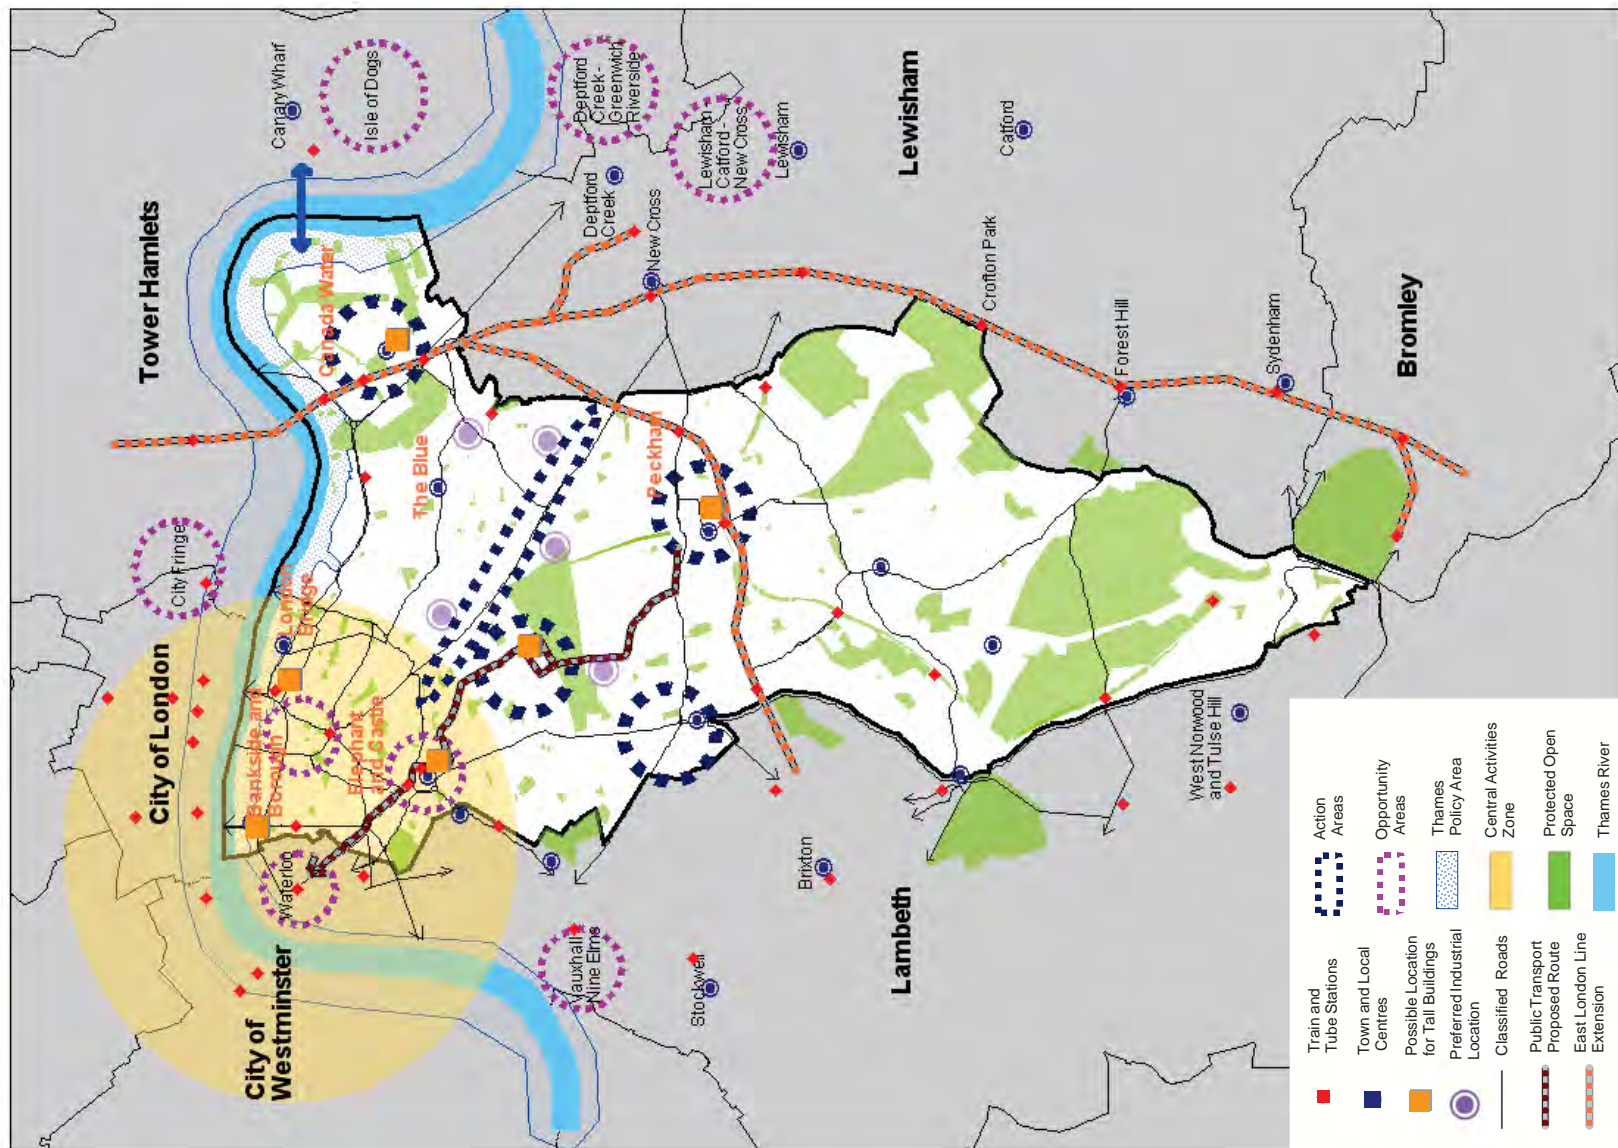 Tower Hamlets
Canary Wharf
Isle of Dogs
Deptford
Creek -
Greenwich
Riverside
Lewisham -
Catford -
New Cross
Lewisham
Lewisham
Catford
Deptford
Creek
New Cross
Canada Water
Crofton Park
Forest Hill
Sydenham
Bromley
The Blue
Peckham
City Fringe
London
Bridge
City of London
Bankside and
Borough
Elephant
and Castle
Waterloo
City of
Westminster
Vauxhall
Nine Elms
Stockwell
Brixton
Lambeth
West Norwood
and Tulse Hill
Train and
Tube Stations
Town and Local
Centres
Possible Location
for Tall Buildings
Preferred Industrial
Location
Classified Roads
Public Transport
Proposed Route
East London Line
Extension
Action
Areas
Opportunity
Areas
Thames
Policy Area
Central Activities
Zone
Protected Open
Space
Thames River